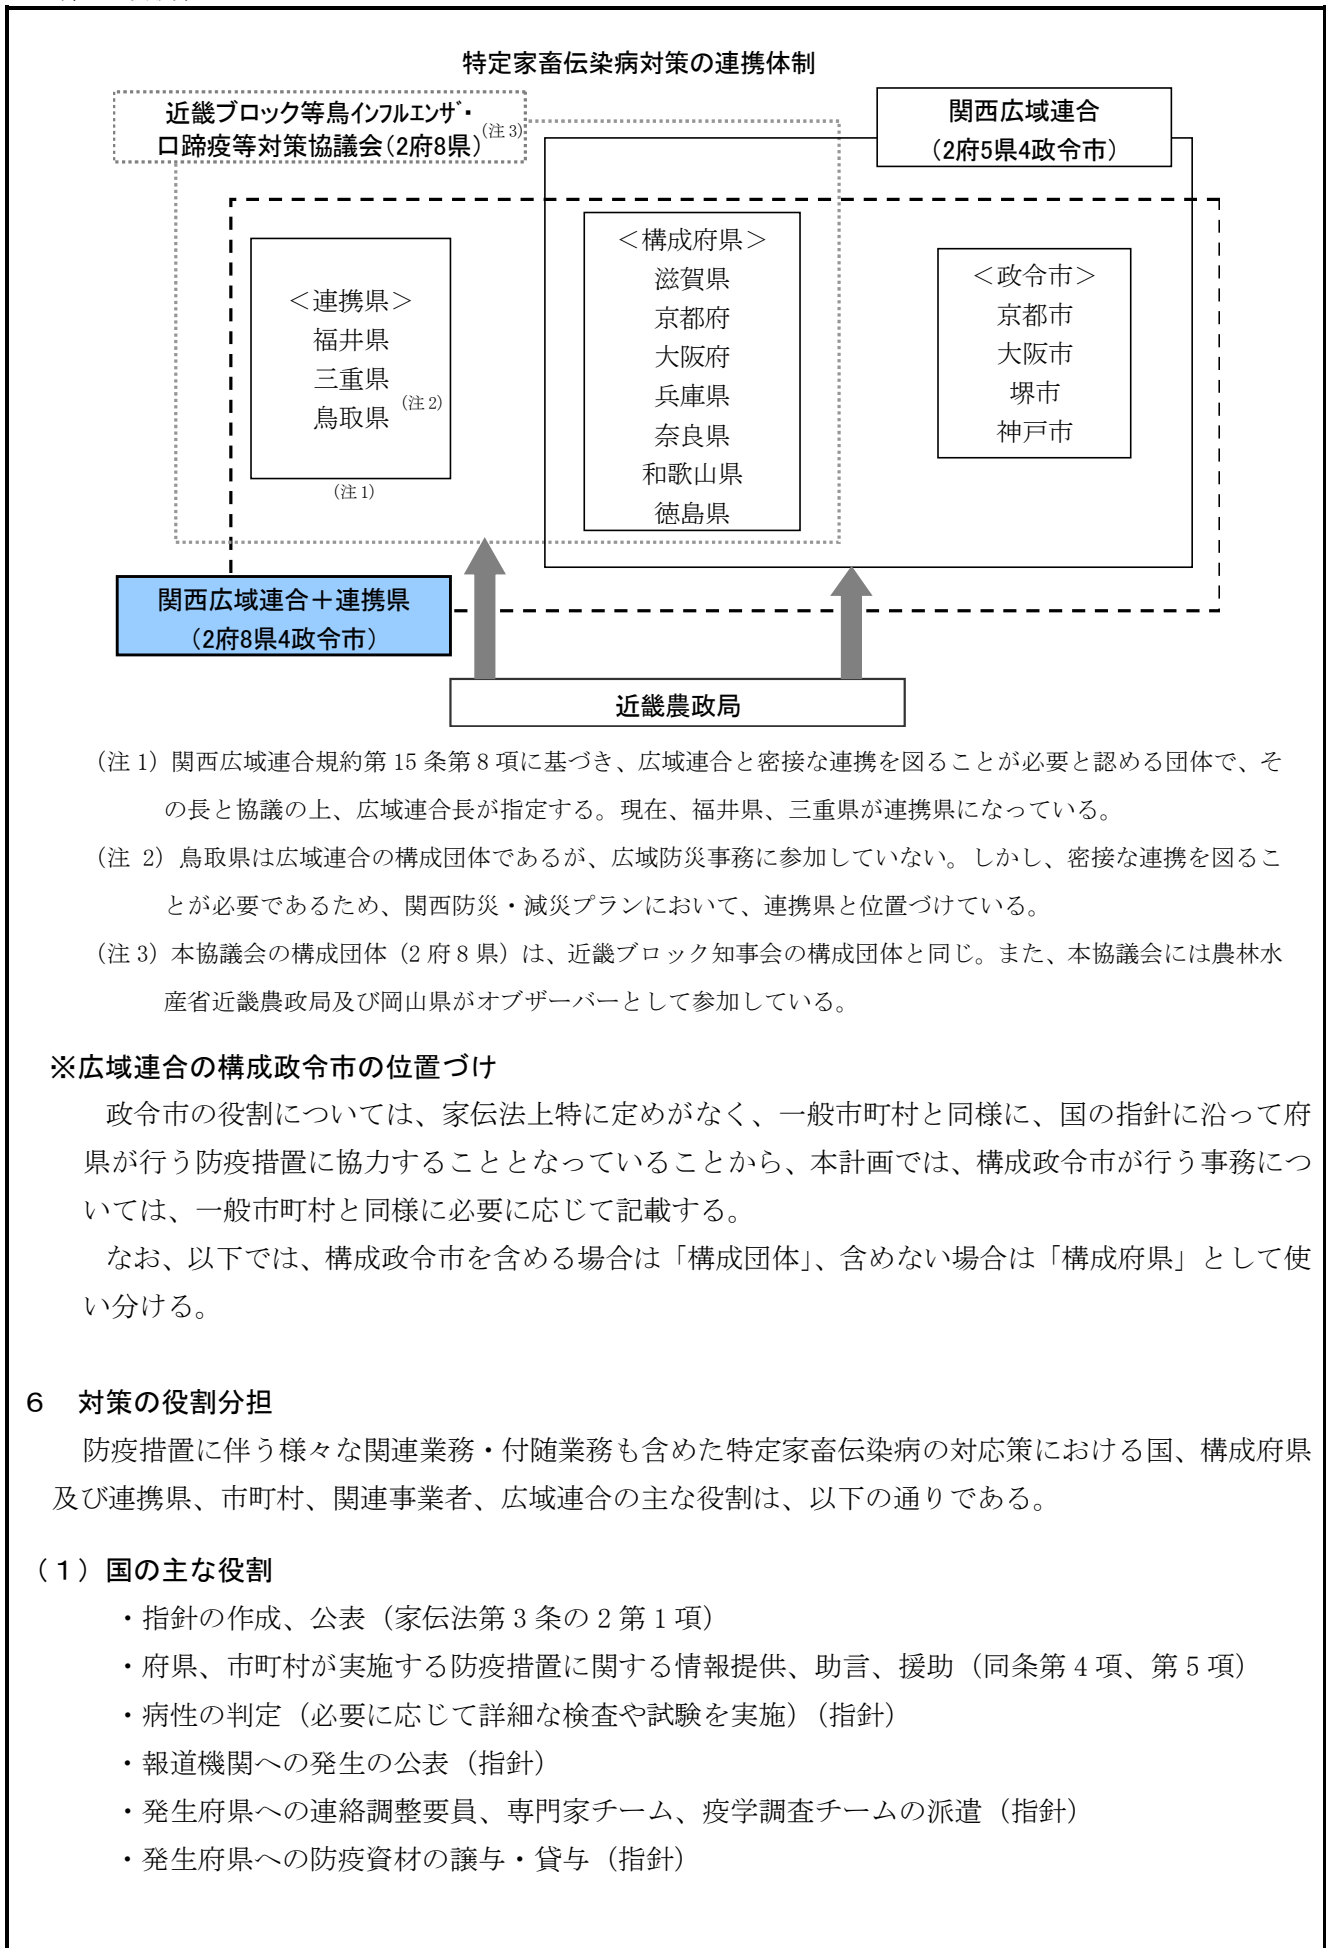 特定家畜伝染病対策の連携体制
近畿ブロック等鳥インフルエンザ・
口蹄疫等対策協議会(2府8県)(注3)
関西広域連合
(2府5県4政令市)
<連携県>
福井県
三重県
鳥取県(注2)
(注1)
<構成府県>
滋賀県
京都府
大阪府
兵庫県
奈良県
和歌山県
徳島県
<政令市>
京都市
大阪市
堺市
神戸市
関西広域連合+連携県
(2府8県4政令市)
近畿農政局
(注1) 関西広域連合規約第15条第8項に基づき、広域連合と密接な連携を図ることが必要と認める団体で、そ
の長と協議の上、広域連合長が指定する。現在、福井県、三重県が連携県になっている。
(注 2) 鳥取県は広域連合の構成団体であるが、広域防災事務に参加していない。しかし、密接な連携を図るこ
とが必要であるため、関西防災・減災プランにおいて、連携県と位置づけている。
(注3) 本協議会の構成団体(2府8県)は、近畿ブロック知事会の構成団体と同じ。また、本協議会には農林水
産省近畿農政局及び岡山県がオブザーバーとして参加している。
※広域連合の構成政令市の位置づけ
政令市の役割については、家伝法上特に定めがなく、一般市町村と同様に、国の指針に沿って府
県が行う防疫措置に協力することとなっていることから、本計画では、構成政令市が行う事務につ
いては、一般市町村と同様に必要に応じて記載する。
なお、以下では、構成政令市を含める場合は「構成団体」、含めない場合は「構成府県」として使
い分ける。
6 対策の役割分担
防疫措置に伴う様々な関連業務・付随業務も含めた特定家畜伝染病の対応策における国、構成府県
及び連携県、市町村、関連事業者、広域連合の主な役割は、以下の通りである。
(1)国の主な役割
・指針の作成、公表(家伝法第3条の2第1項)
・府県、市町村が実施する防疫措置に関する情報提供、助言、援助(同条第4項、第5項)
・病性の判定(必要に応じて詳細な検査や試験を実施)(指針)
・報道機関への発生の公表(指針)
・発生府県への連絡調整要員、専門家チーム、疫学調査チームの派遣(指針)
・発生府県への防疫資材の譲与・貸与(指針)